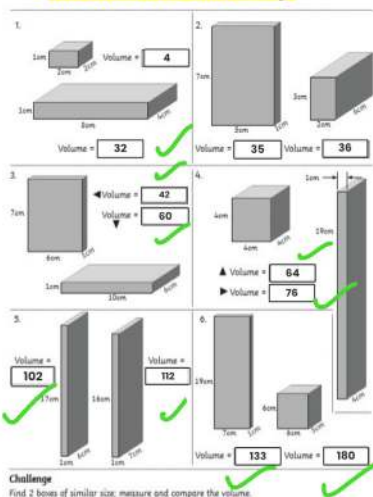 1.
1cm
2cm
2cm
Volume = 4
1cm
8cm
4cm
Volume = 32
2.
7cm
1cm
3cm
2cm
6cm
Volume = 35 Volume = 36
3.
7cm
6cm
1cm
◀Volume = 42
Volume = 60
▼
1cm
10cm
6cm
4.
4cm
4cm
4cm
1cm
19cm
4cm
▲ Volume = 64
▶ Volume = 76
5.
Volume =
102
17cm
1cm
6cm
16cm
1cm
7cm
Volume =
112
6.
19cm
7cm
1cm
6cm
6cm
5cm
Volume = 133 Volume = 180
Challenge
Find 2 boxes of similar size: measure and compare the volume.